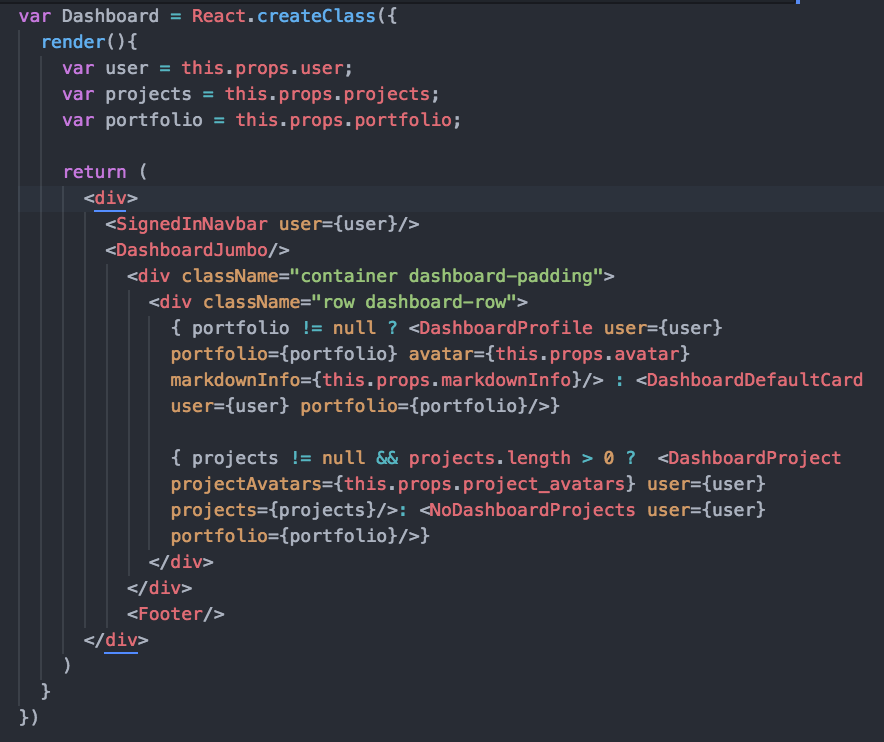 var Dashboard = React.createClass({
  render(){
    var user = this.props.user;
    var projects = this.props.projects;
    var portfolio = this.props.portfolio;

    return (
      <div>
        <SignedInNavbar user={user}/>
        <DashboardJumbo/>
          <div className="container dashboard-padding">
            <div className="row dashboard-row">
              { portfolio != null ? <DashboardProfile user={user}
              portfolio={portfolio} avatar={this.props.avatar}
              markdownInfo={this.props.markdownInfo}/> : <DashboardDefaultCard
              user={user} portfolio={portfolio}/>}

              { projects != null && projects.length > 0 ?  <DashboardProject
              projectAvatars={this.props.project_avatars} user={user}
              projects={projects}/>: <NoDashboardProjects user={user}
              portfolio={portfolio}/>}
            </div>
          </div>
          <Footer/>
      </div>
    )
  }
})